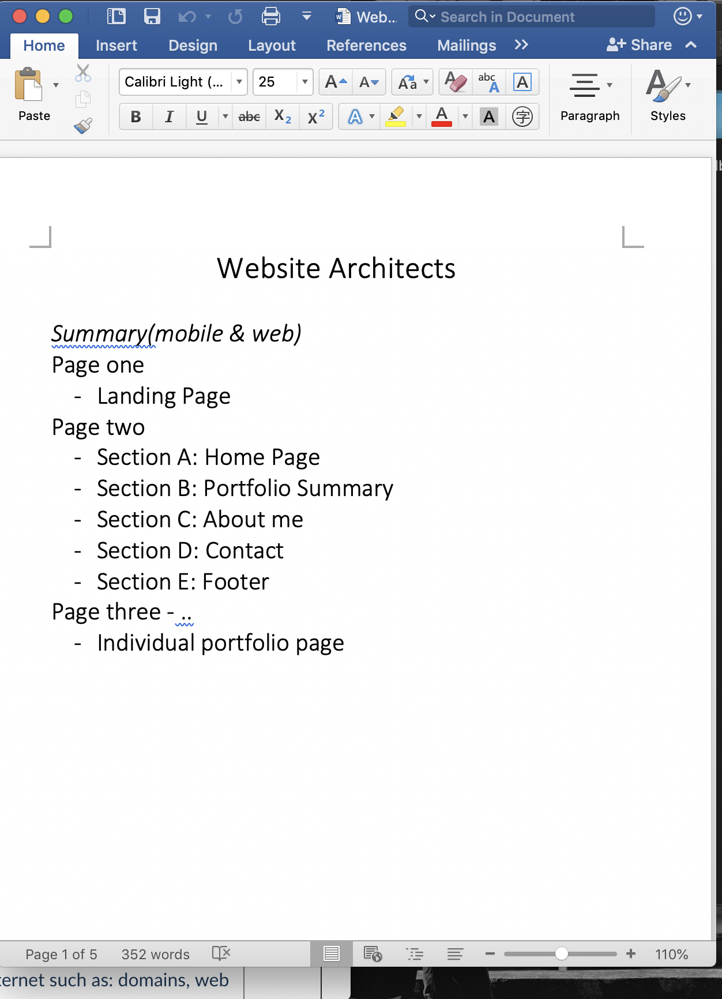 Web...
Search in Document
Home Insert Design Layout References Mailings >> Share
Paste
Calibri Light (... 25
A A Aa A abc A A
B I U abc X2 X2 A A A 字
Paragraph
Styles
Website Architects
Summary(mobile & web)
Page one
- Landing Page
Page two
- Section A: Home Page
- Section B: Portfolio Summary
- Section C: About me
- Section D: Contact
- Section E: Footer
Page three - ..
- Individual portfolio page
Page 1 of 5 352 words 110%
ternet such as: domains, web